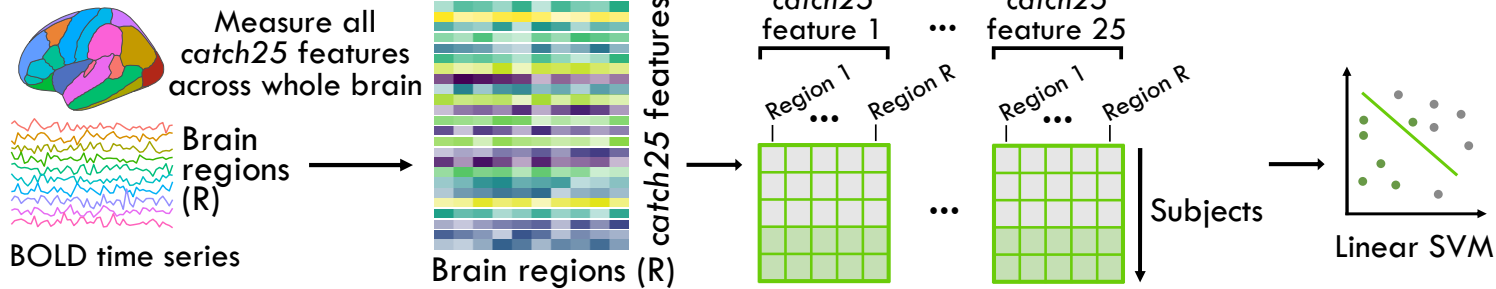 Measure all
catch25 features
across whole brain
Brain
regions
(R)
BOLD time series
catch25 features
Brain regions (R)
catch25
feature 1
...
catch25
feature 25
Region 1
...
Region R
Region 1
...
Region R
...
Subjects
Linear SVM